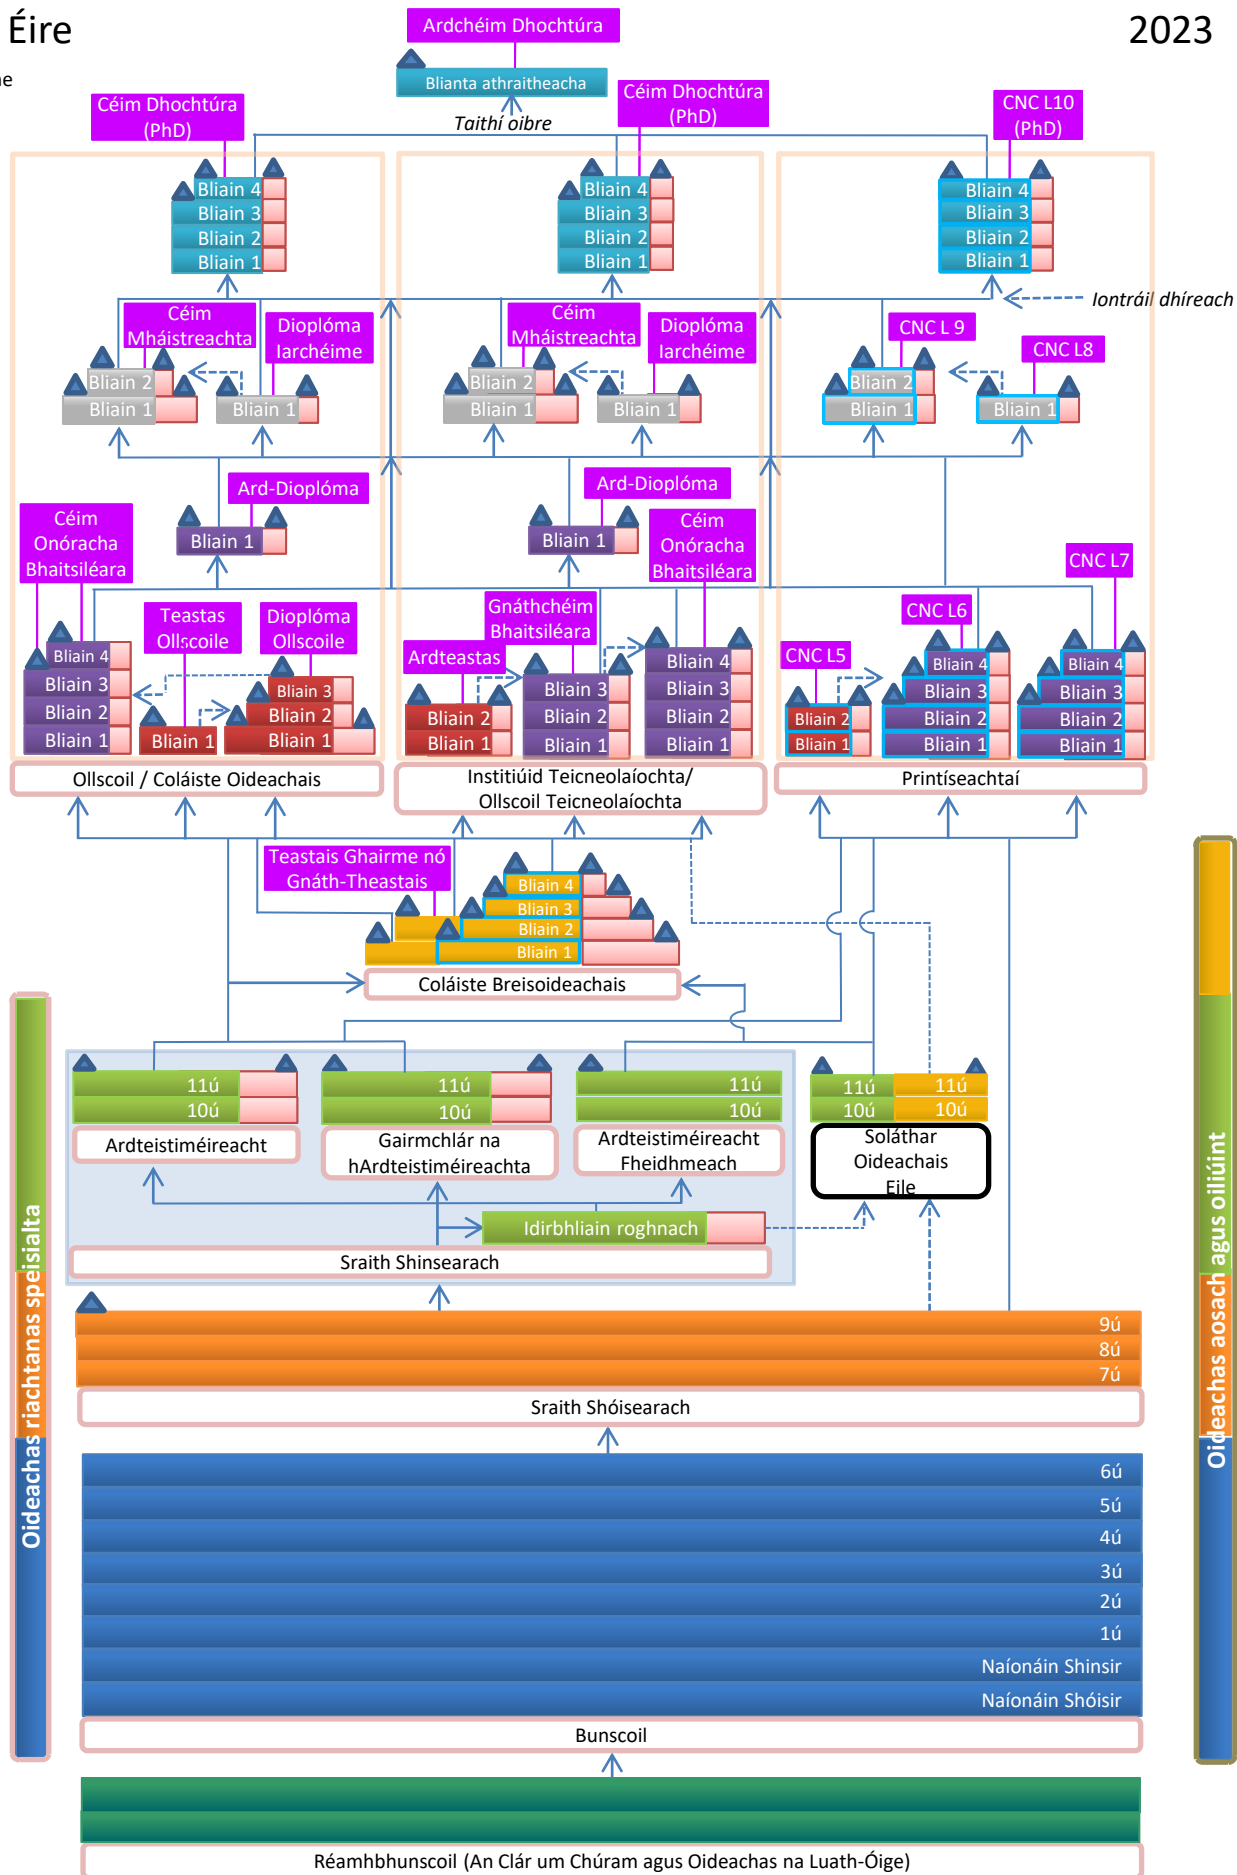 Éire
2023
Ardchéim Dhochtúra
Blianta athraitheacha
Taithí oibre
Céim Dhochtúra
(PhD)
Céim Dhochtúra
(PhD)
CNC L10
(PhD)
Bliain 4
Bliain 3
Bliain 2
Bliain 1
Bliain 4
Bliain 3
Bliain 2
Bliain 1
Bliain 4
Bliain 3
Bliain 2
Bliain 1
Iontráil dhíreach
Céim
Mháistreachta
Dioplóma
Iarchéime
Céim
Mháistreachta
Dioplóma
Iarchéime
CNC L 9
CNC L8
Bliain 2
Bliain 1
Bliain 1
Bliain 2
Bliain 1
Bliain 1
Bliain 2
Bliain 1
Bliain 1
Ard-Dioplóma
Bliain 1
Ard-Dioplóma
Bliain 1
Céim
Onóracha
Bhaitsiléara
Teastas
Ollscoile
Dioplóma
Ollscoile
Ardteastas
Gnáthchéim
Bhaitsiléara
Céim
Onóracha
Bhaitsiléara
CNC L5
CNC L6
CNC L7
Bliain 4
Bliain 3
Bliain 2
Bliain 1
Bliain 1
Bliain 3
Bliain 2
Bliain 1
Bliain 2
Bliain 1
Bliain 3
Bliain 2
Bliain 1
Bliain 4
Bliain 3
Bliain 2
Bliain 1
Bliain 2
Bliain 1
Bliain 4
Bliain 3
Bliain 2
Bliain 1
Bliain 4
Bliain 3
Bliain 2
Bliain 1
Ollscoil / Coláiste Oideachais
Institiúid Teicneolaíochta/
Ollscoil Teicneolaíochta
Printíseachtaí
Teastais Ghairme nó
Gnáth-Theastais
Bliain 4
Bliain 3
Bliain 2
Bliain 1
Coláiste Breisoideachais
11ú
10ú
Ardteistiméireacht
11ú
10ú
Gairmchlár na
hArdteistiméireachta
11ú
10ú
Ardteistiméireacht
Fheidhmeach
11ú
10ú
11ú
10ú
Soláthar
Oideachais
Eile
Idirbhliain roghnach
Sraith Shinsearach
9ú
8ú
7ú
Sraith Shóisearach
6ú
5ú
4ú
3ú
2ú
1ú
Naíonáin Shinsir
Naíonáin Shóisir
Bunscoil
Réamhbhunscoil (An Clár um Chúram agus Oideachas na Luath-Óige)
Oideachas riachtanas speisialta
Oideachas aosach agus oiliúint